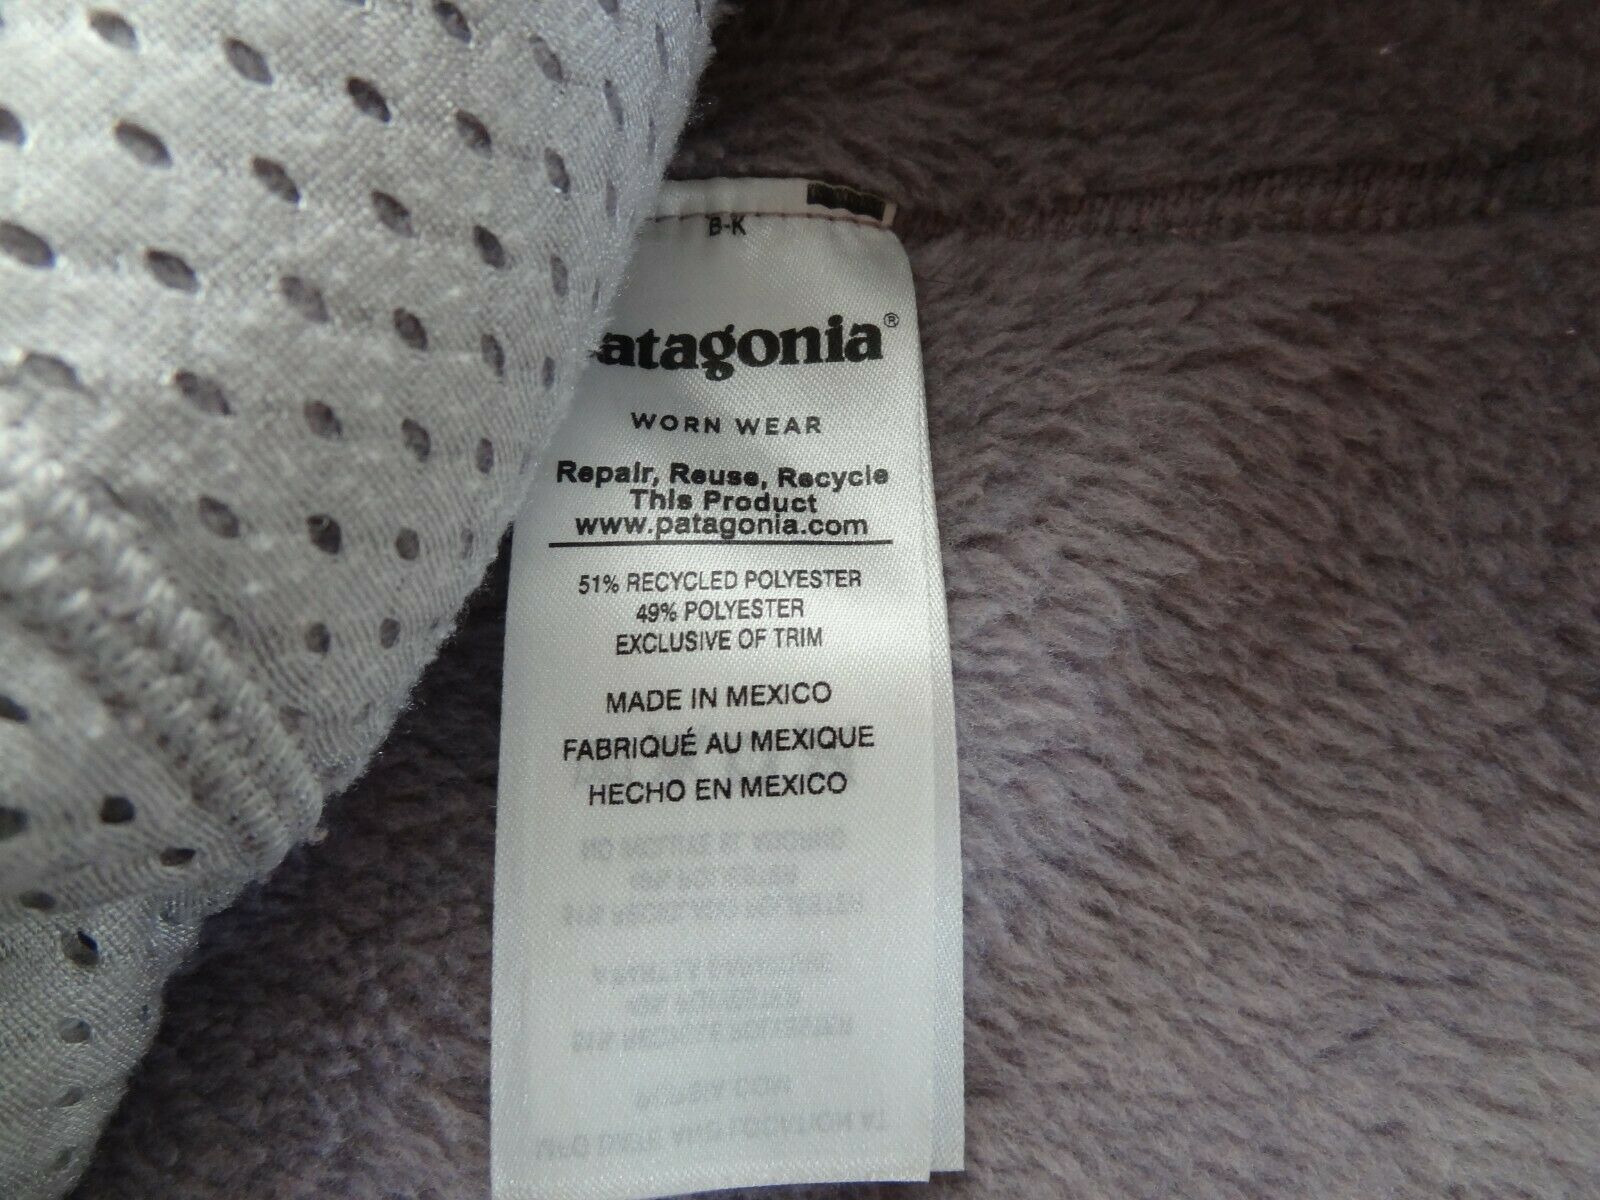 B-K
patagonia®
WORN WEAR
Repair, Reuse, Recycle
This Product
www.patagonia.com
51% RECYCLED POLYESTER
49% POLYESTER
EXCLUSIVE OF TRIM
MADE IN MEXICO
FABRIQUÉ AU MEXIQUE
HECHO EN MEXICO